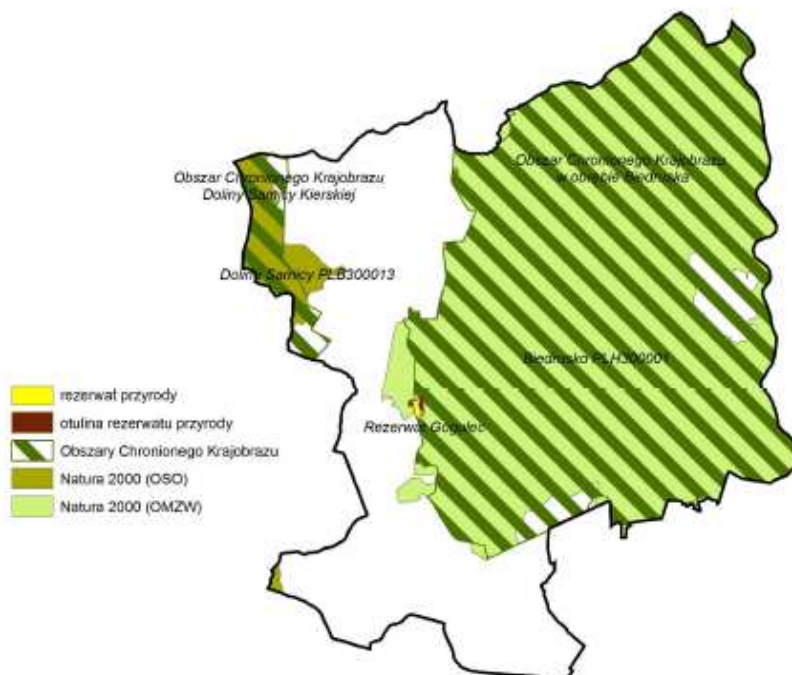 Obszar Chronionego Krajobrazu
Doliny Samicy Kierskiej
Obszar Chronionego Krajobrazu
w obrębie Biedruska
Doliny Samicy PLB300013
Biedrusko PLH300001
Rezerwat Gogulec
rezerwat przyrody
otulina rezerwatu przyrody
Obszary Chronionego Krajobrazu
Natura 2000 (OSO)
Natura 2000 (OMZW)